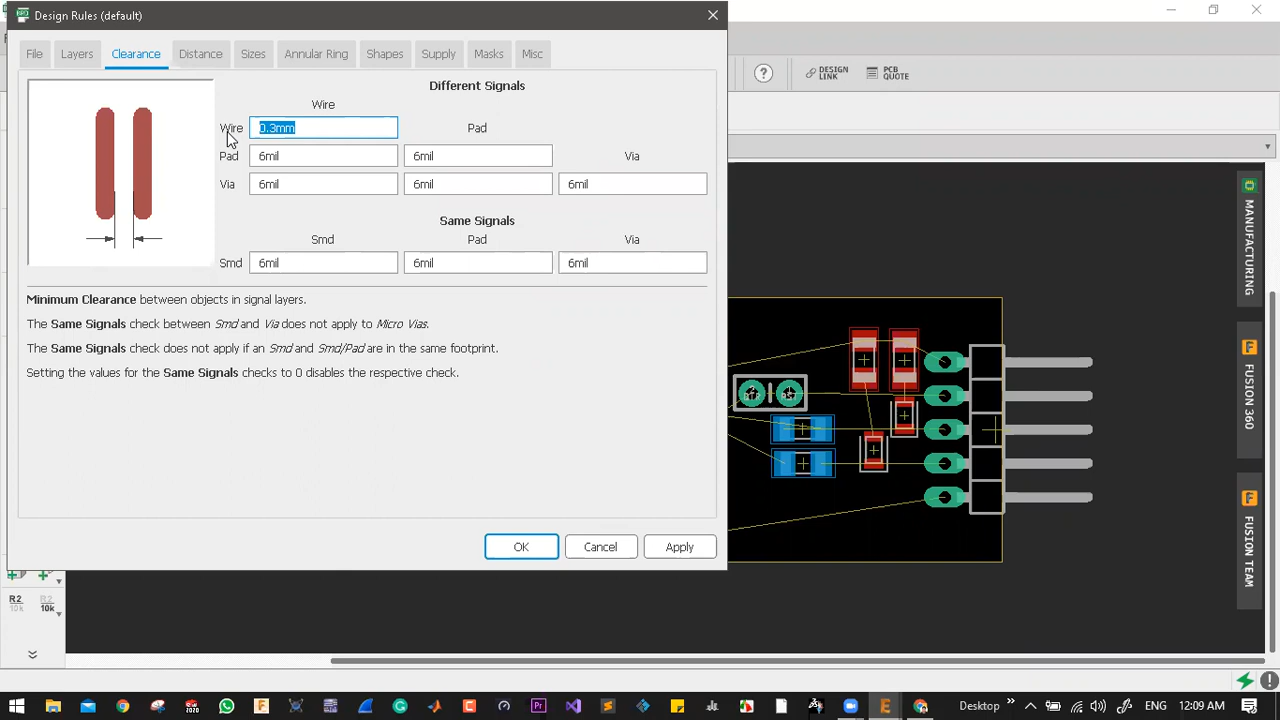 Design Rules (default)
File Layers Clearance Distance Sizes Annular Ring Shapes Supply Masks Misc
Different Signals
Wire
Wire 0.3mm Pad
Pad 6mil 6mil Via
Via 6mil 6mil 6mil
Same Signals
Smd Pad Via
Smd 6mil 6mil 6mil
Minimum Clearance between objects in signal layers.
The Same Signals check between Smd and Via does not apply to Micro Vias.
The Same Signals check does not apply if an Smd and Smd/Pad are in the same footprint.
Setting the values for the Same Signals checks to 0 disables the respective check.
OK Cancel Apply
DESIGN
LINK
PCB
QUOTE
MANUFACTURING
FUSION 360
FUSION TEAM
DTR RST
R2
10k
R2
10k
Desktop
ENG 12:09 AM